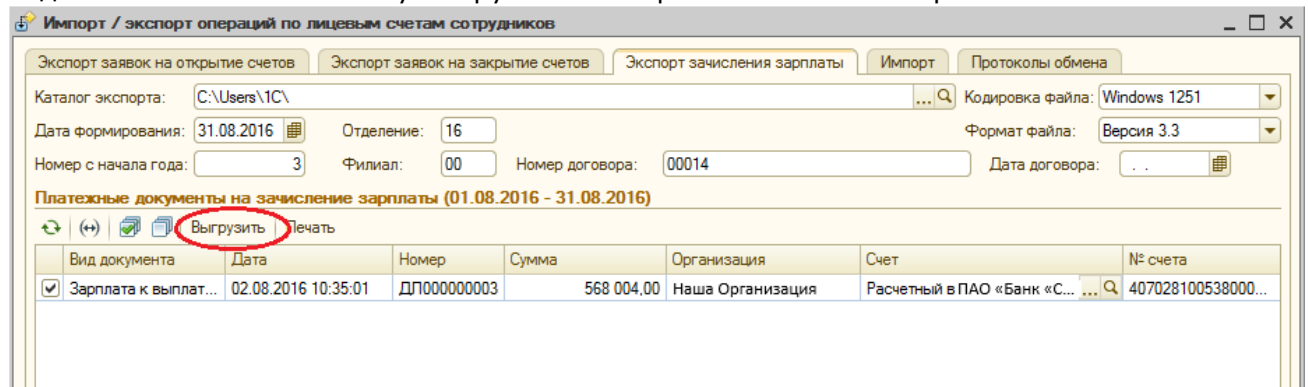 Импорт / экспорт операций по лицевым счетам сотрудников
Экспорт заявок на открытие счетов Экспорт заявок на закрытие счетов Экспорт зачисления зарплаты Импорт Протоколы обмена
Каталог экспорта: C:\Users\1C\ ... Кодировка файла: Windows 1251
Дата формирования: 31.08.2016 Отделение: 16 Формат файла: Версия 3.3
Номер с начала года: 3 Филиал: 00 Номер договора: 00014 Дата договора: . .
Платежные документы на зачисление зарплаты (01.08.2016 - 31.08.2016)
Выгрузить Печать
Вид документа Дата Номер Сумма Организация Счет № счета
Зарплата к выплат... 02.08.2016 10:35:01 ДП000000003 568 004,00 Наша Организация Расчетный в ПАО «Банк «С... ... 407028100538000...